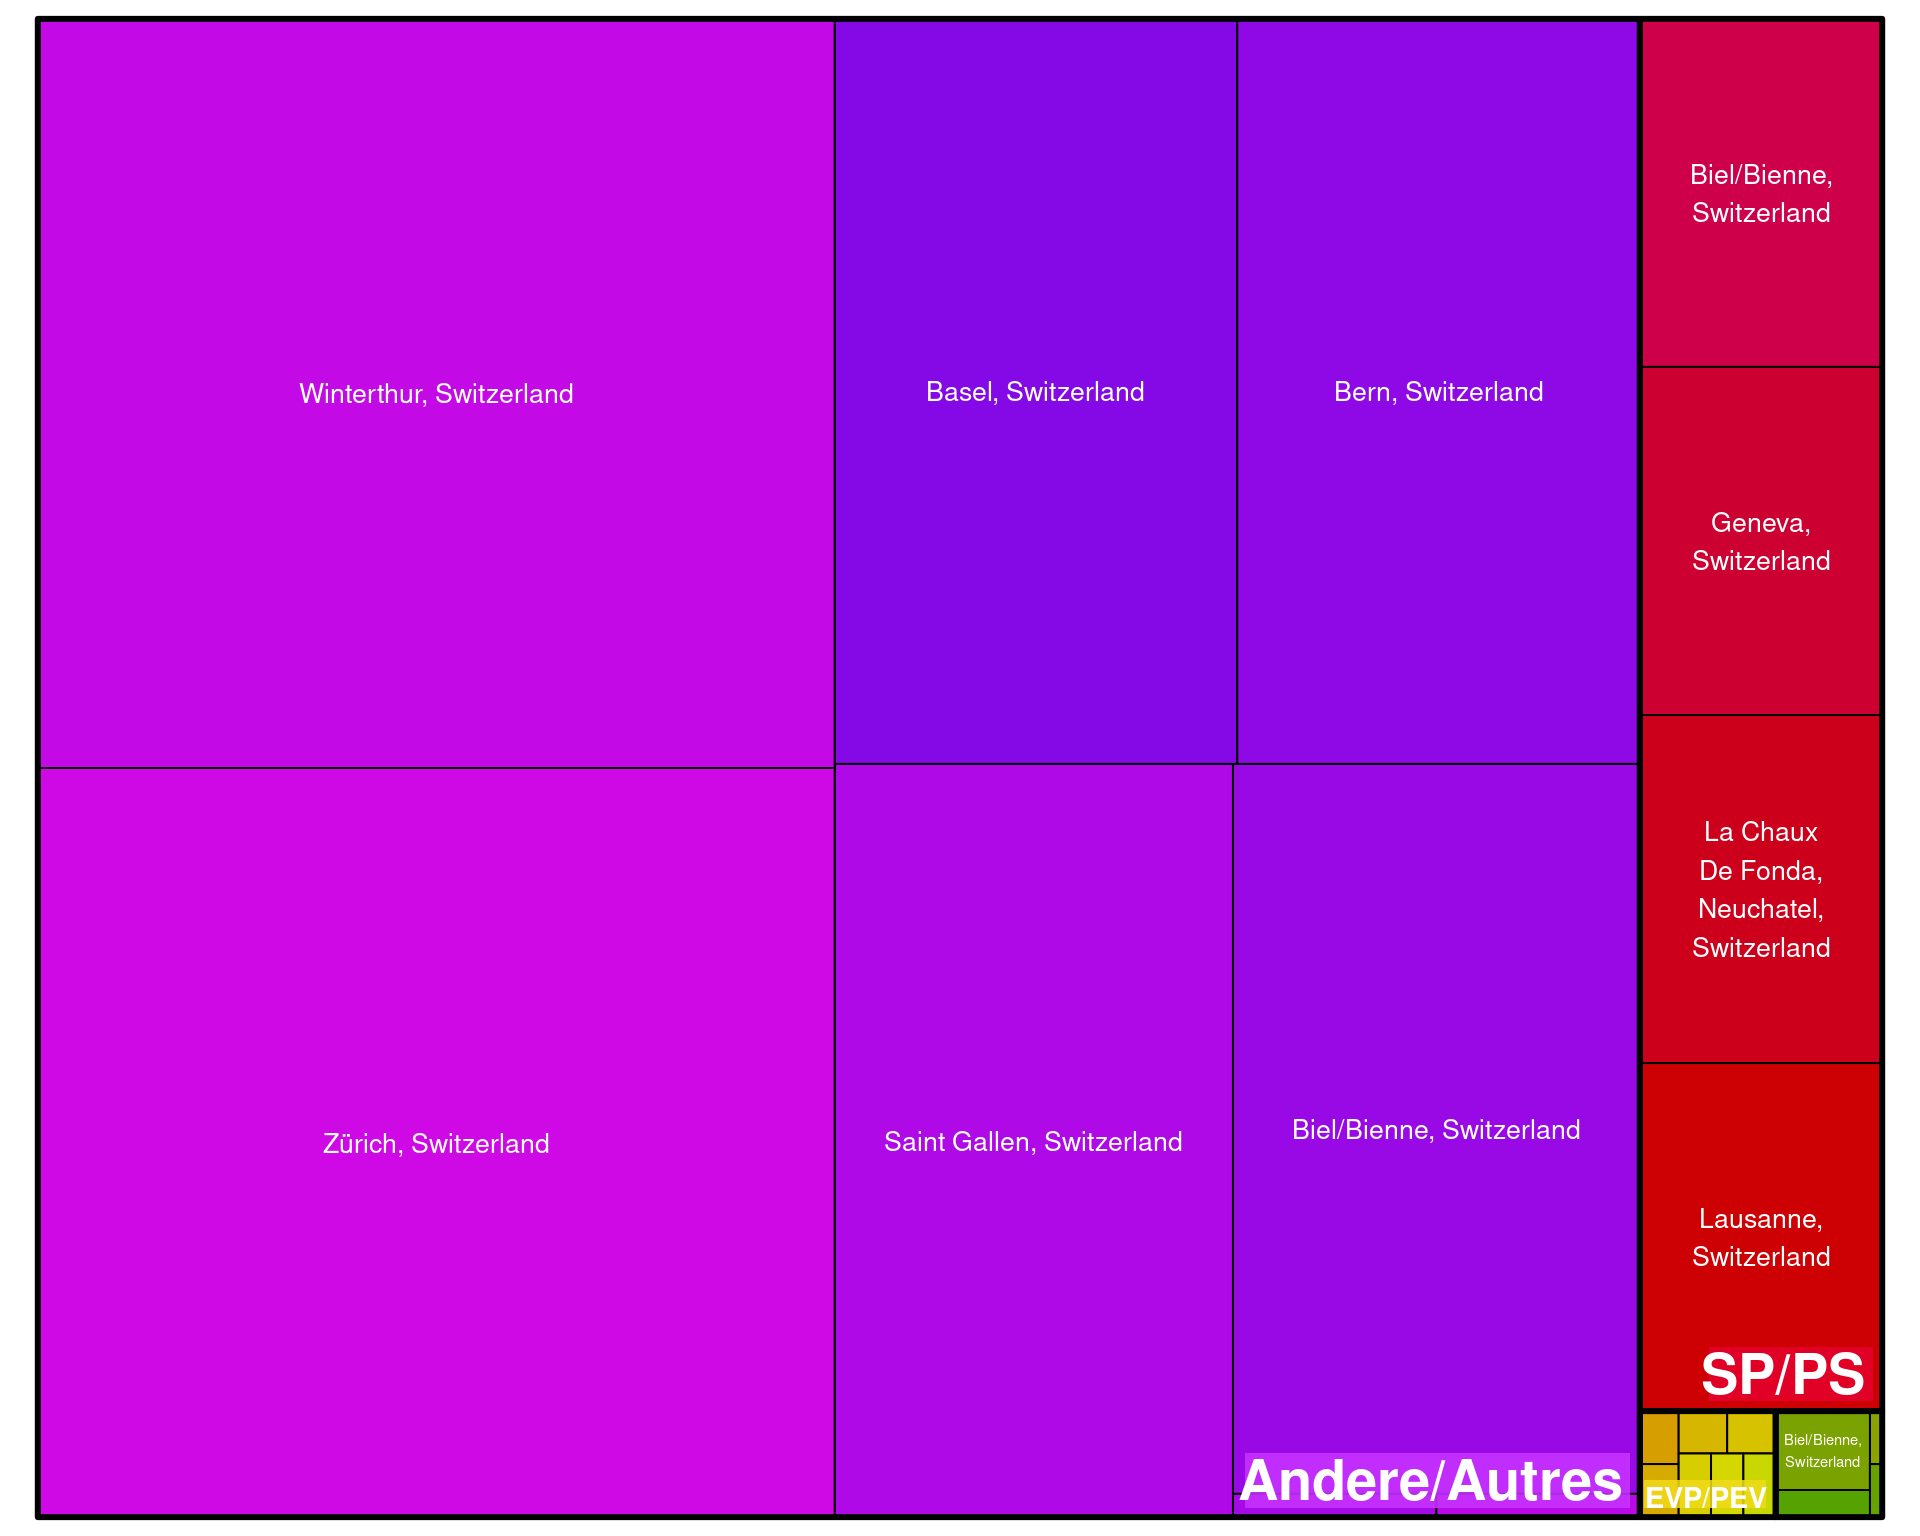 Winterthur, Switzerland
Zürich, Switzerland
Basel, Switzerland
Bern, Switzerland
Saint Gallen, Switzerland
Biel/Bienne, Switzerland
Andere/Autres
Biel/Bienne,
Switzerland
Geneva,
Switzerland
La Chaux
De Fonda,
Neuchatel,
Switzerland
Lausanne,
Switzerland
SP/PS
EVP/PEV
Biel/Bienne,
Switzerland